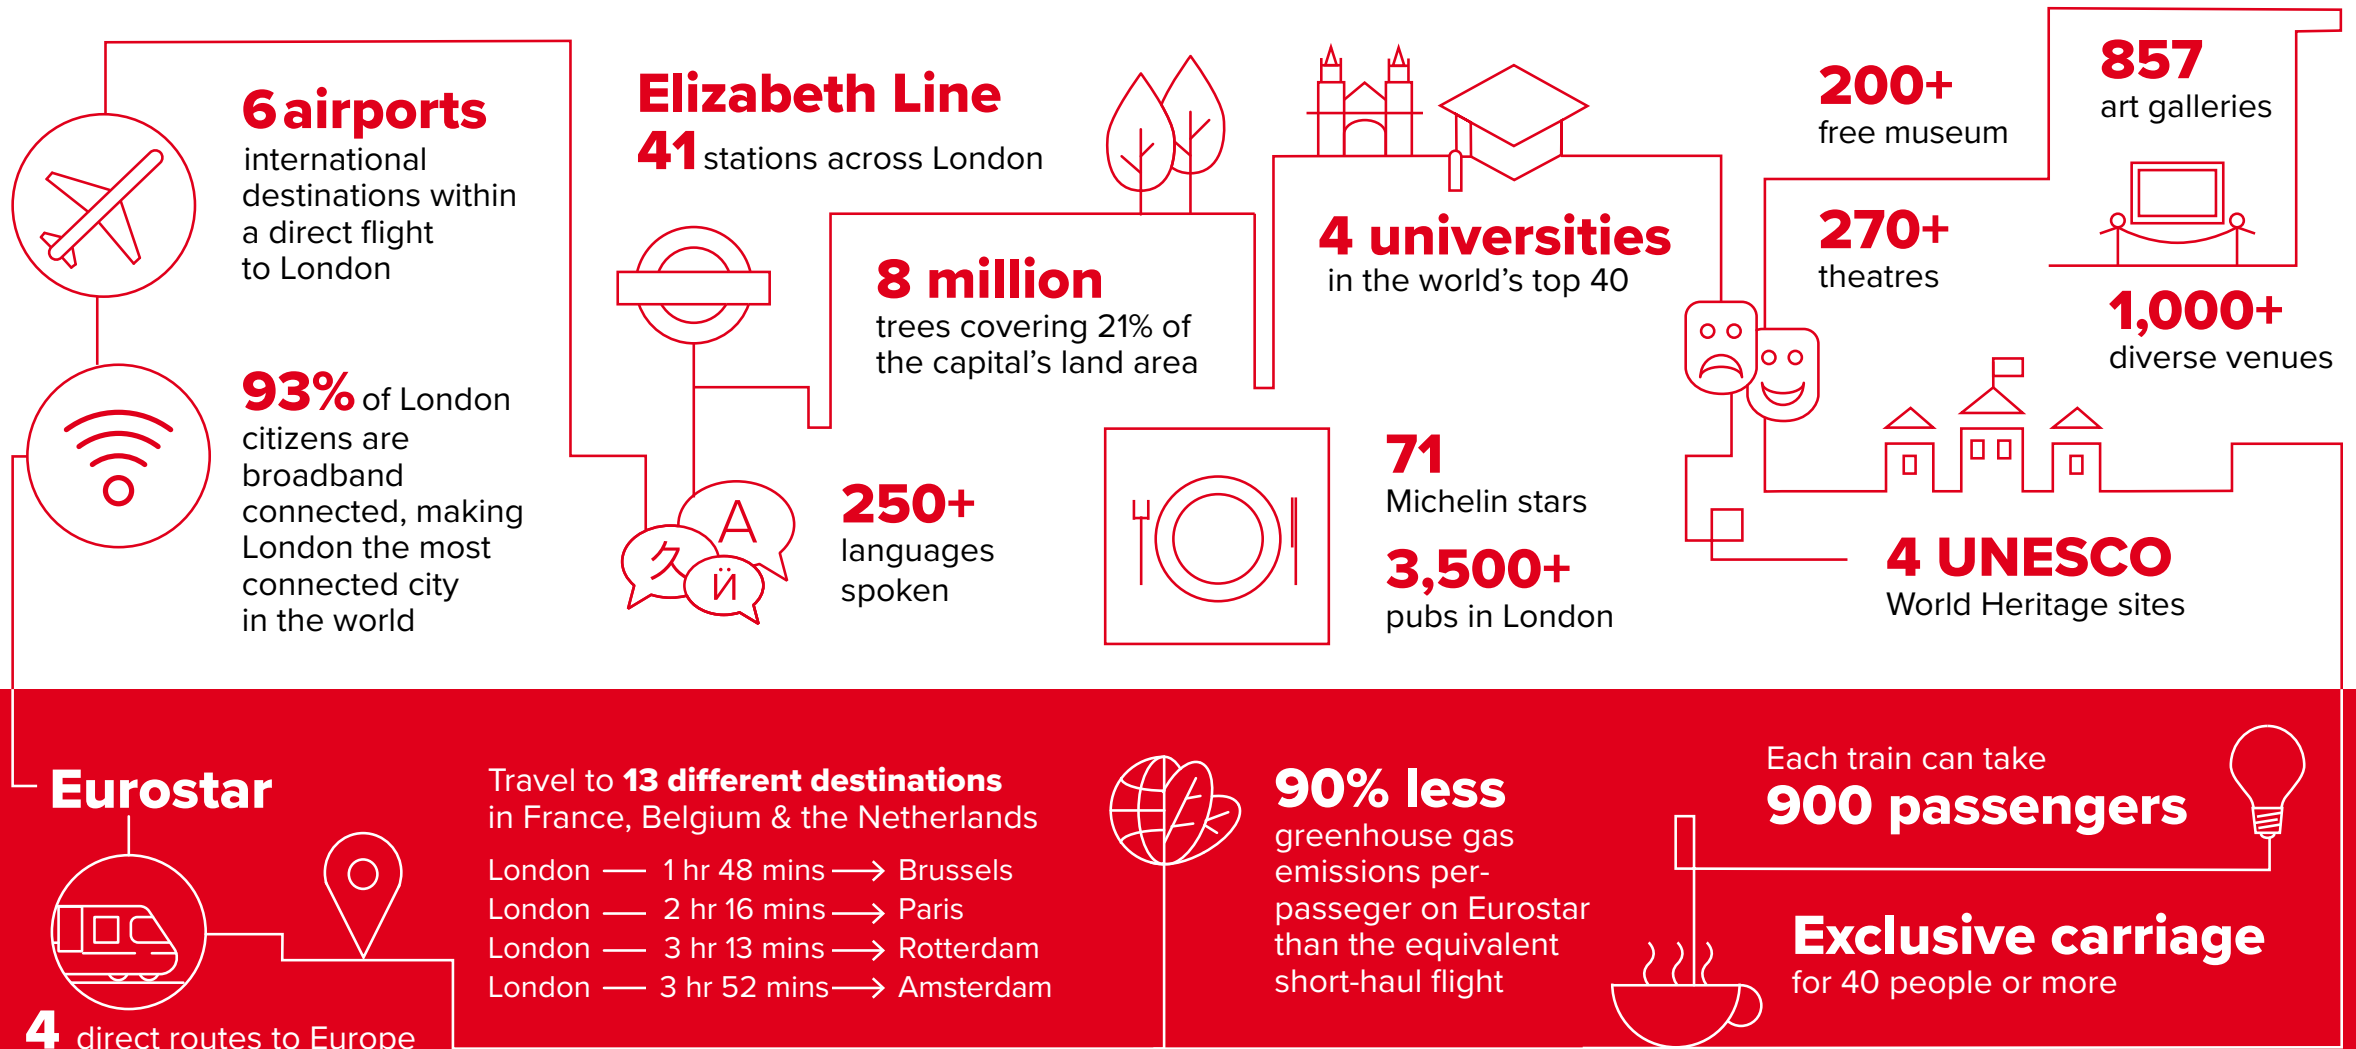 6 airports
international
destinations within
a direct flight
to London
93% of London
citizens are
broadband
connected, making
London the most
connected city
in the world
Elizabeth Line
41 stations across London
8 million
trees covering 21% of
the capital's land area
久
A
Й
250+
languages
spoken
4 universities
in the world's top 40
71
Michelin stars
3,500+
pubs in London
200+
free museum
270+
theatres
857
art galleries
1,000+
diverse venues
4 UNESCO
World Heritage sites
Eurostar
4 direct routes to Europe
Travel to 13 different destinations
in France, Belgium & the Netherlands
London — 1 hr 48 mins → Brussels
London — 2 hr 16 mins → Paris
London — 3 hr 13 mins → Rotterdam
London — 3 hr 52 mins → Amsterdam
90% less
greenhouse gas
emissions per-
passeger on Eurostar
than the equivalent
short-haul flight
Each train can take
900 passengers
Exclusive carriage
for 40 people or more